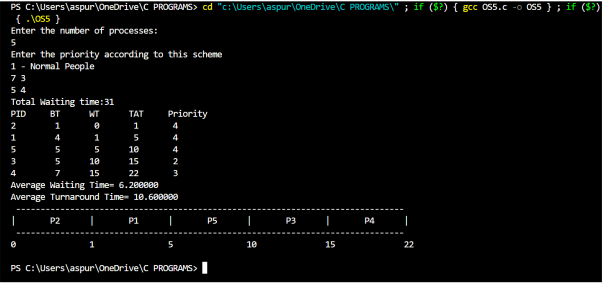 PS C:\Users\aspur\OneDrive\C PROGRAMS> cd "c:\Users\aspur\OneDrive\C PROGRAMS\" ; if ($?) { gcc OS5.c -o OS5 } ; if ($?)
{ .\OS5 }
Enter the number of processes:
5
Enter the priority according to this scheme
1 - Normal People
7 3
5 4
Total Waiting time:31
PID BT WT TAT Priority
2 1 0 1 4
1 4 1 5 4
5 5 5 10 4
3 5 10 15 2
4 7 15 22 3
Average Waiting Time= 6.200000
Average Turnaround Time= 10.600000
-----------------------------------------------------------------------
| P2 | P1 | P5 | P3 | P4 |
-----------------------------------------------------------------------
0 1 5 10 15 22
PS C:\Users\aspur\OneDrive\C PROGRAMS>